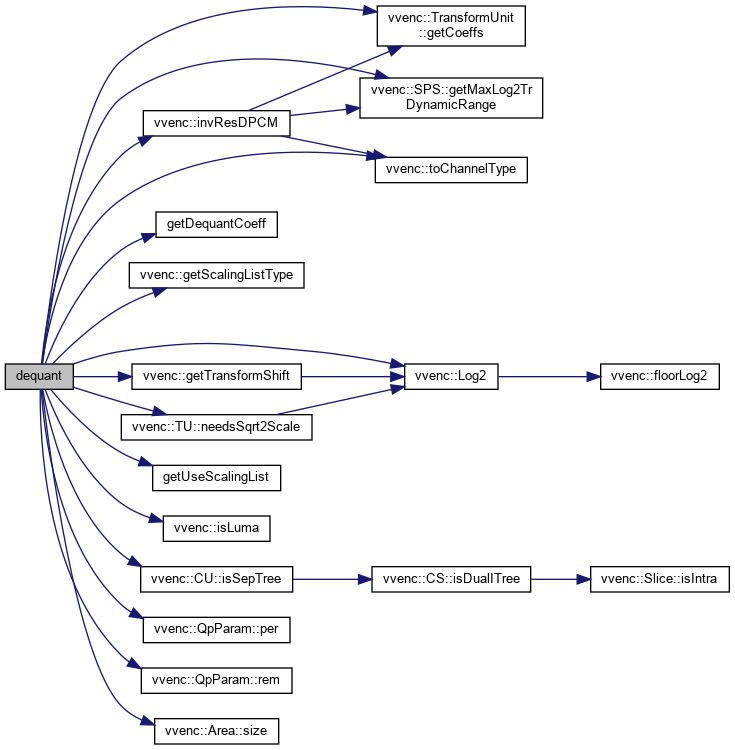 vvenc::TransformUnit
::getCoeffs
vvenc::SPS::getMaxLog2Tr
DynamicRange
vvenc::invResDPCM
vvenc::toChannelType
getDequantCoeff
vvenc::getScalingListType
dequant
vvenc::getTransformShift
vvenc::Log2
vvenc::floorLog2
vvenc::TU::needsSqrt2Scale
getUseScalingList
vvenc::isLuma
vvenc::CU::isSepTree
vvenc::CS::isDualITree
vvenc::Slice::isIntra
vvenc::QpParam::per
vvenc::QpParam::rem
vvenc::Area::size